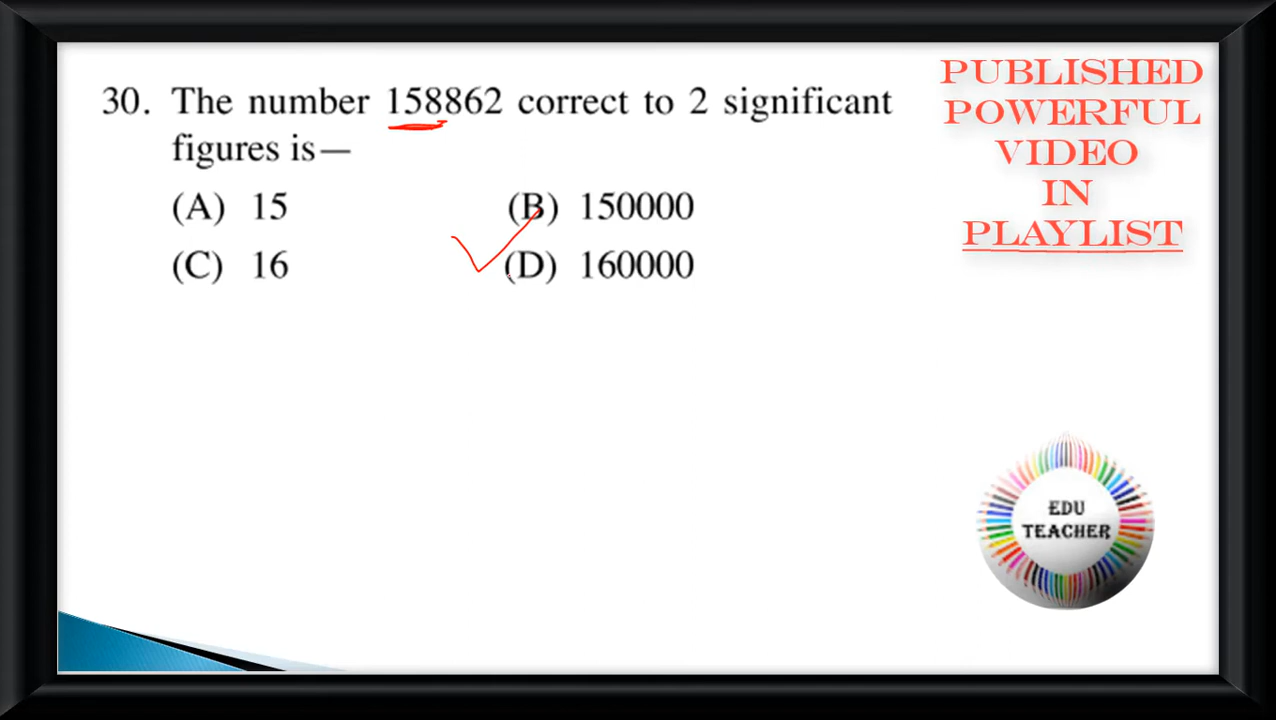 30. The number 158862 correct to 2 significant
figures is—
(A) 15 (B) 150000
(C) 16 (D) 160000
PUBLISHED
POWERFUL
VIDEO
IN
PLAYLIST
EDU
TEACHER